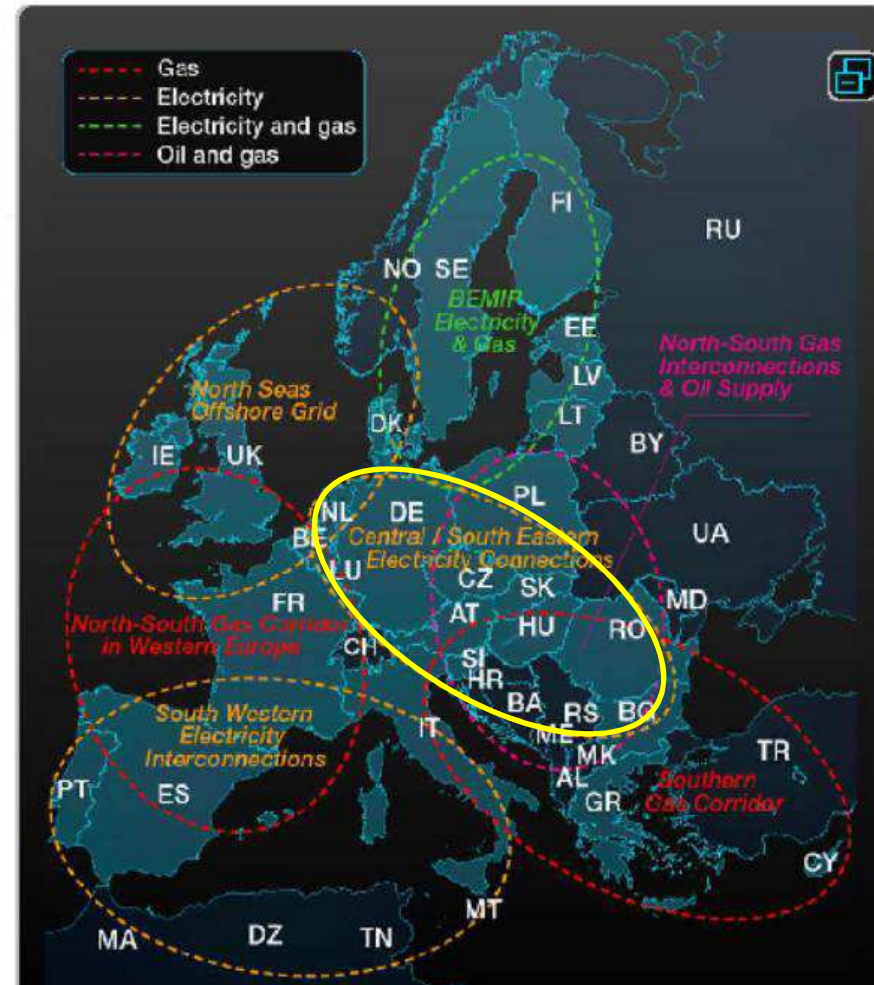 Gas
Electricity
Electricity and gas
Oil and gas
FI
RU
NO SE
BEMIP
Electricity
& Gas
EE
North-South Gas
Interconnections
& Oil Supply
LV
North Seas
Offshore Grid
LT
DK
BY
IE
UK
PL
NL
DE
BE
Central / South Eastern
Electricity Connections
UA
LU
CZ
SK
MD
FR
AT
North-South Gas Corridor
in Western Europe
HU
RO
CH
SI
HR
BA
RS
BG
South Western
Electricity
Interconnections
IT
ME
MK
TR
PT
ES
AL
Southern
Gas Corridor
GR
CY
MT
MA
DZ
TN